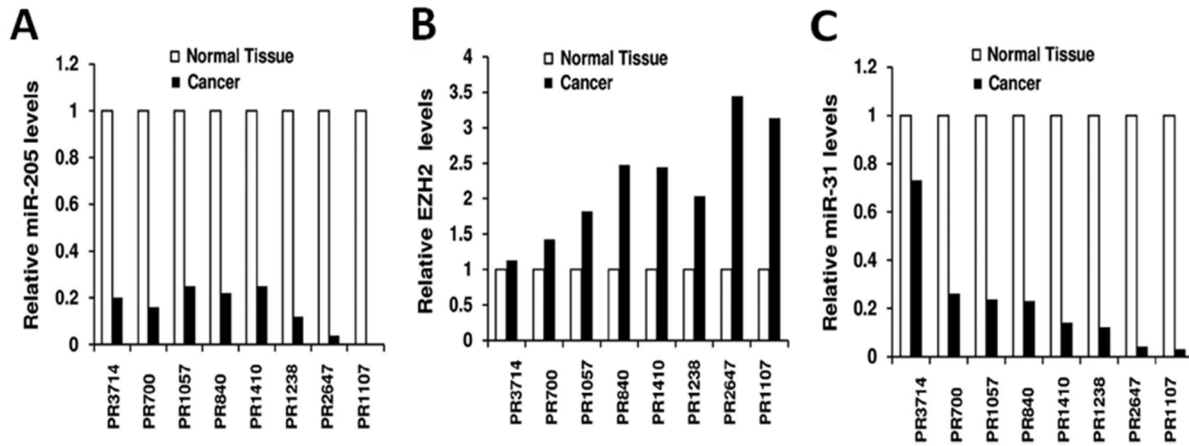 A
Normal Tissue
Cancer
Relative miR-205 levels
1.2
1
0.8
0.6
0.4
0.2
0
PR3714
PR700
PR1057
PR840
PR1410
PR1238
PR2647
PR1107
B
Normal Tissue
Cancer
Relative EZH2 levels
4
3.5
3
2.5
2
1.5
1
0.5
0
PR3714
PR700
PR1057
PR840
PR1410
PR1238
PR2647
PR1107
C
Normal Tissue
Cancer
Relative miR-31 levels
1.2
1
0.8
0.6
0.4
0.2
0
PR3714
PR700
PR1057
PR840
PR1410
PR1238
PR2647
PR1107